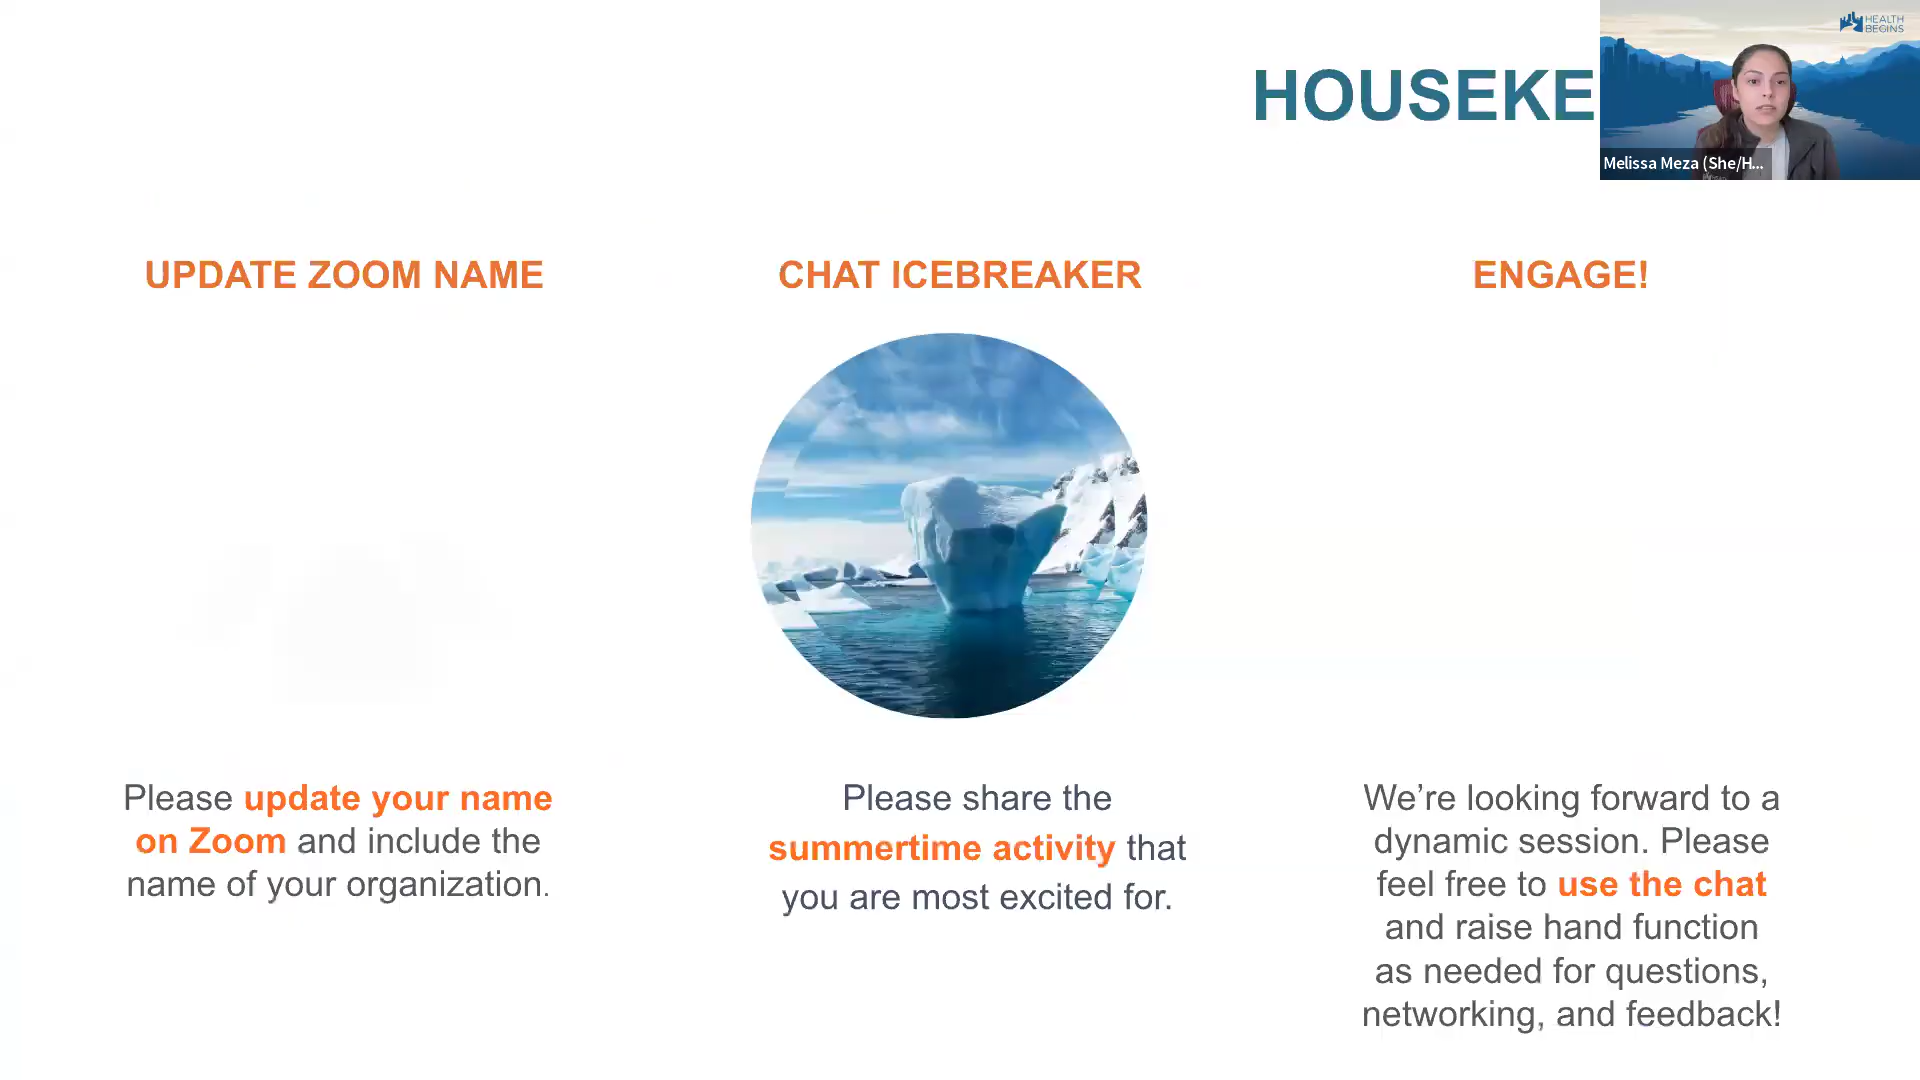 HEALTH
BEGINS
HOUSEKE
Melissa Meza (She/H...
UPDATE ZOOM NAME
CHAT ICEBREAKER
ENGAGE!
Please update your name
on Zoom and include the
name of your organization.
Please share the
summertime activity that
you are most excited for.
We’re looking forward to a
dynamic session. Please
feel free to use the chat
and raise hand function
as needed for questions,
networking, and feedback!